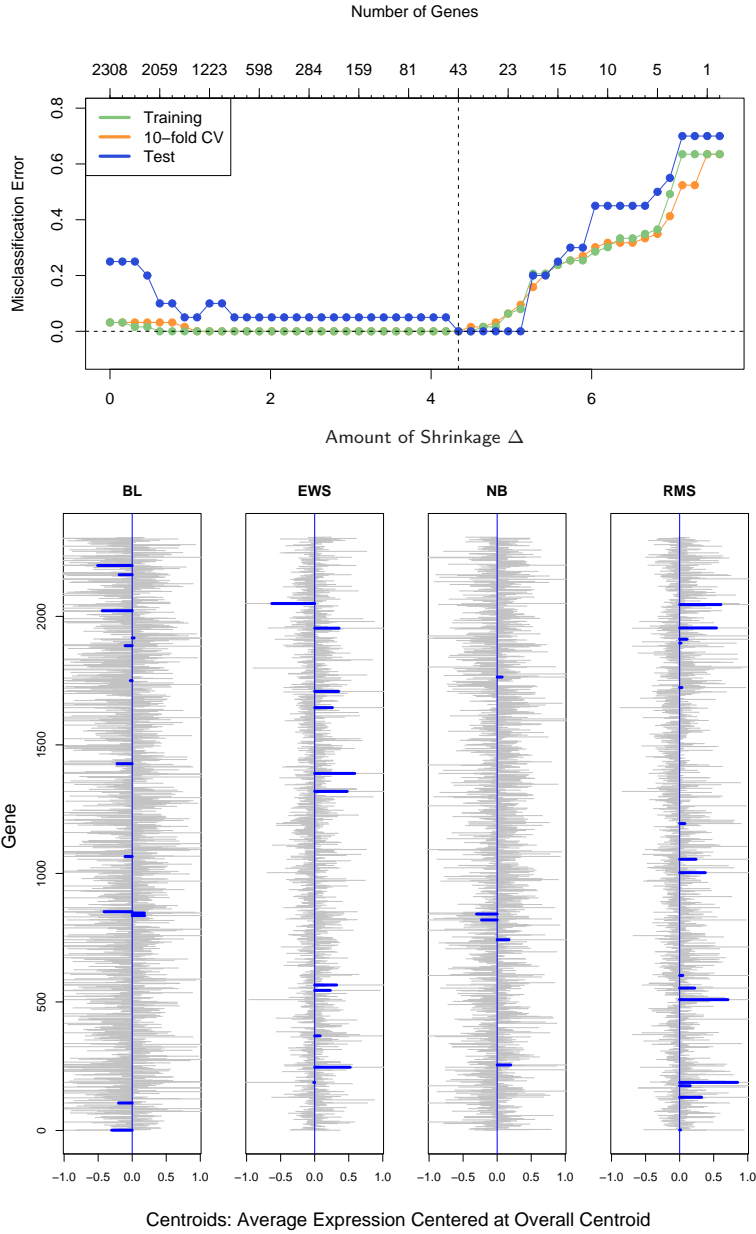 Number of Genes
2308 2059 1223 598 284 159 81 43 23 15 10 5 1
Misclassification Error
0.8
0.6
0.4
0.2
0.0
Training
10−fold CV
Test
0 2 4 6
Amount of Shrinkage Δ
BL EWS NB RMS
Gene
2000
1500
1000
500
0
−1.0 −0.5 0.0 0.5 1.0 −1.0 −0.5 0.0 0.5 1.0 −1.0 −0.5 0.0 0.5 1.0 −1.0 −0.5 0.0 0.5 1.0
Centroids: Average Expression Centered at Overall Centroid